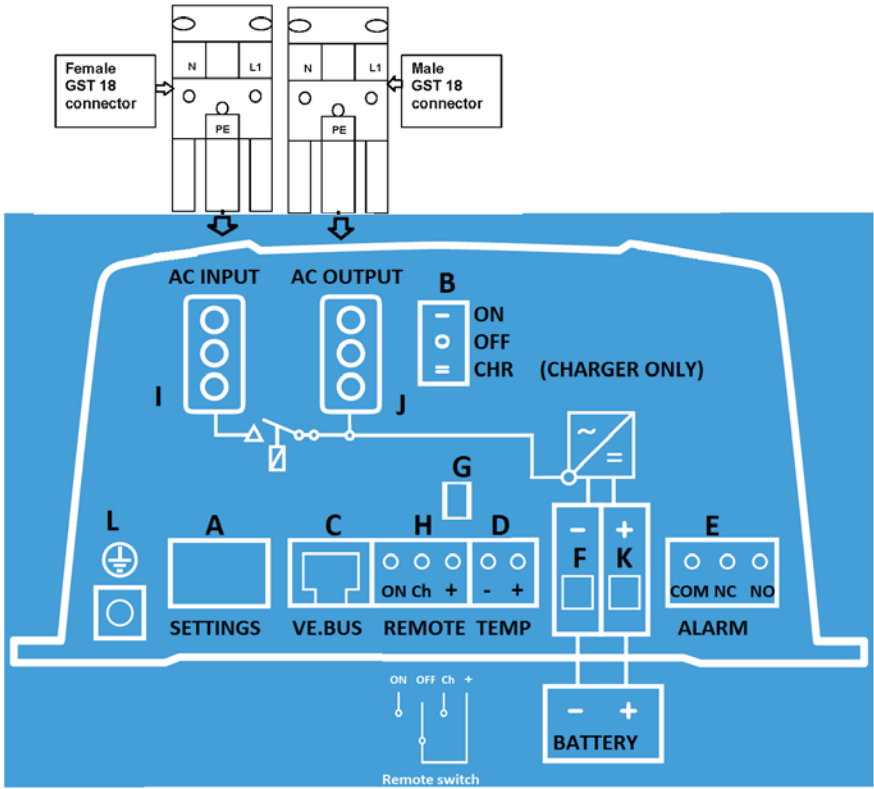 Female
GST 18
connector
N L1
PE
N L1
PE
Male
GST 18
connector
AC INPUT AC OUTPUT
B
ON
OFF
CHR (CHARGER ONLY)
I
J
~
=
G
L A C H D
- +
F K
E
ON Ch +
- +
COM NC NO
SETTINGS VE.BUS REMOTE TEMP ALARM
ON OFF Ch +
- +
BATTERY
Remote switch